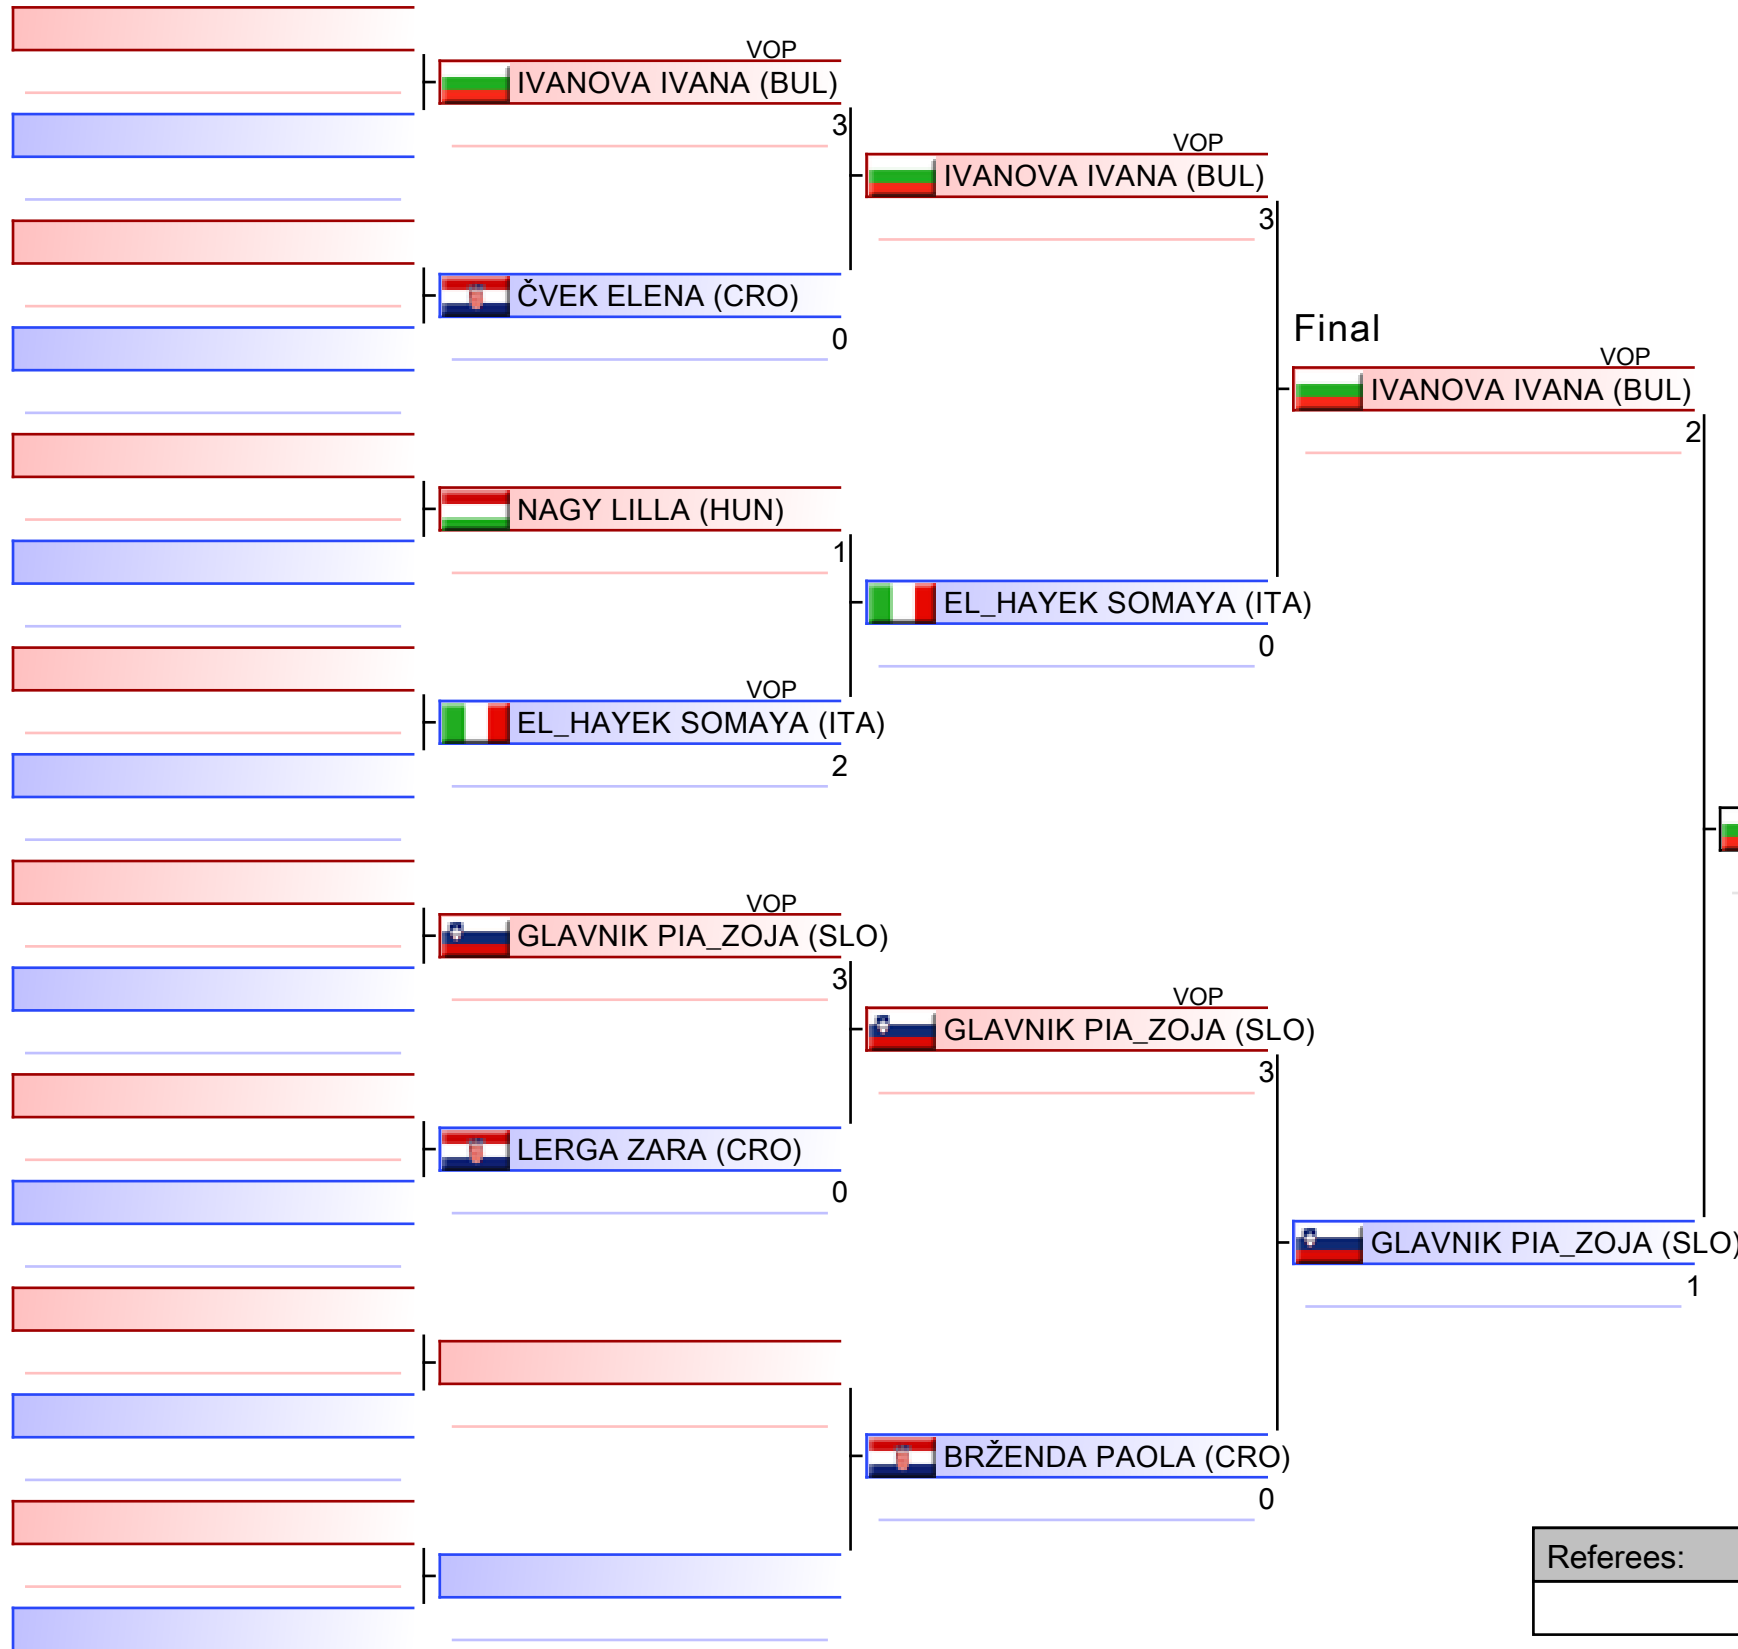 VOP
IVANOVA IVANA (BUL)
3
ČVEK ELENA (CRO)
0
NAGY LILLA (HUN)
1
VOP
EL_HAYEK SOMAYA (ITA)
2
VOP
GLAVNIK PIA_ZOJA (SLO)
3
LERGA ZARA (CRO)
0
VOP
IVANOVA IVANA (BUL)
3
EL_HAYEK SOMAYA (ITA)
0
VOP
GLAVNIK PIA_ZOJA (SLO)
3
BRŽENDA PAOLA (CRO)
0
Final
VOP
IVANOVA IVANA (BUL)
2
GLAVNIK PIA_ZOJA (SLO)
1
Referees: